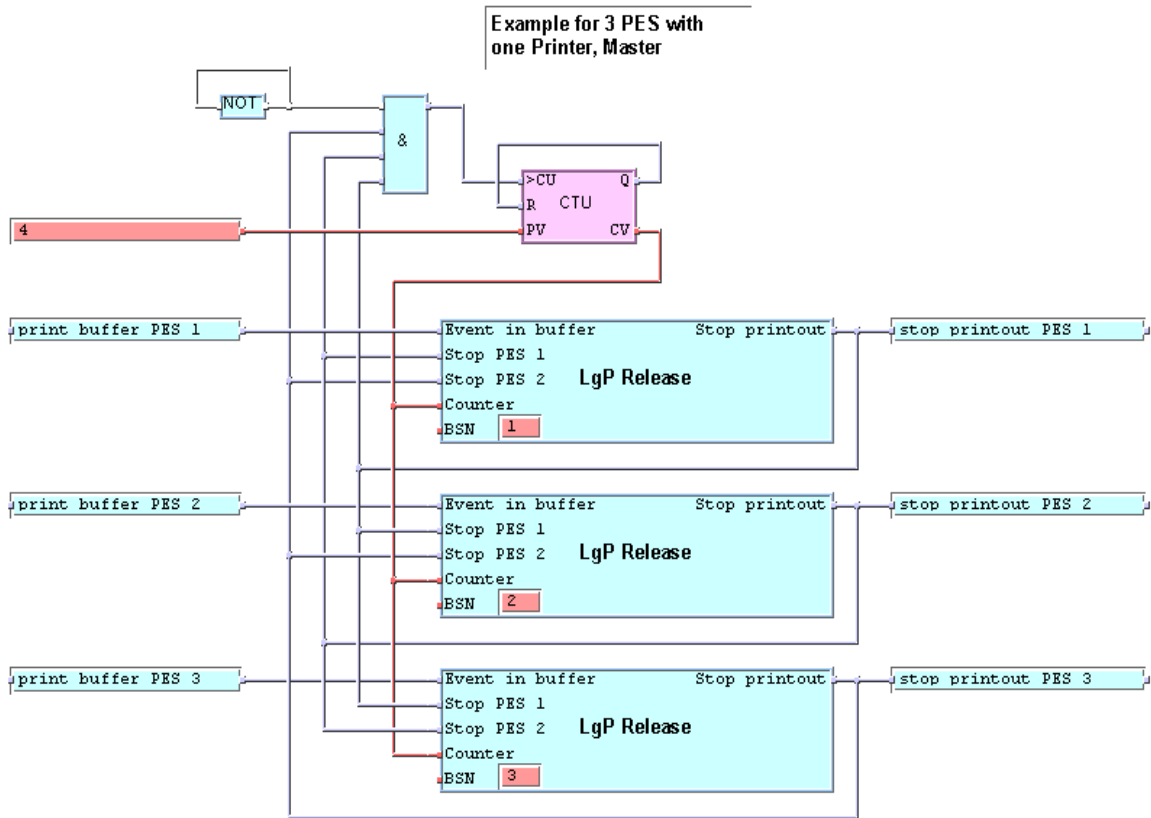 Example for 3 PES with
one Printer, Master
NOT
&
>CU Q
R CTU
4
PV CV
print buffer PES 1
Event in buffer Stop printout
stop printout PES 1
Stop PES 1
Stop PES 2 LgP Release
Counter
BSN 1
print buffer PES 2
Event in buffer Stop printout
stop printout PES 2
Stop PES 1
Stop PES 2 LgP Release
Counter
BSN 2
print buffer PES 3
Event in buffer Stop printout
stop printout PES 3
Stop PES 1
Stop PES 2 LgP Release
Counter
BSN 3